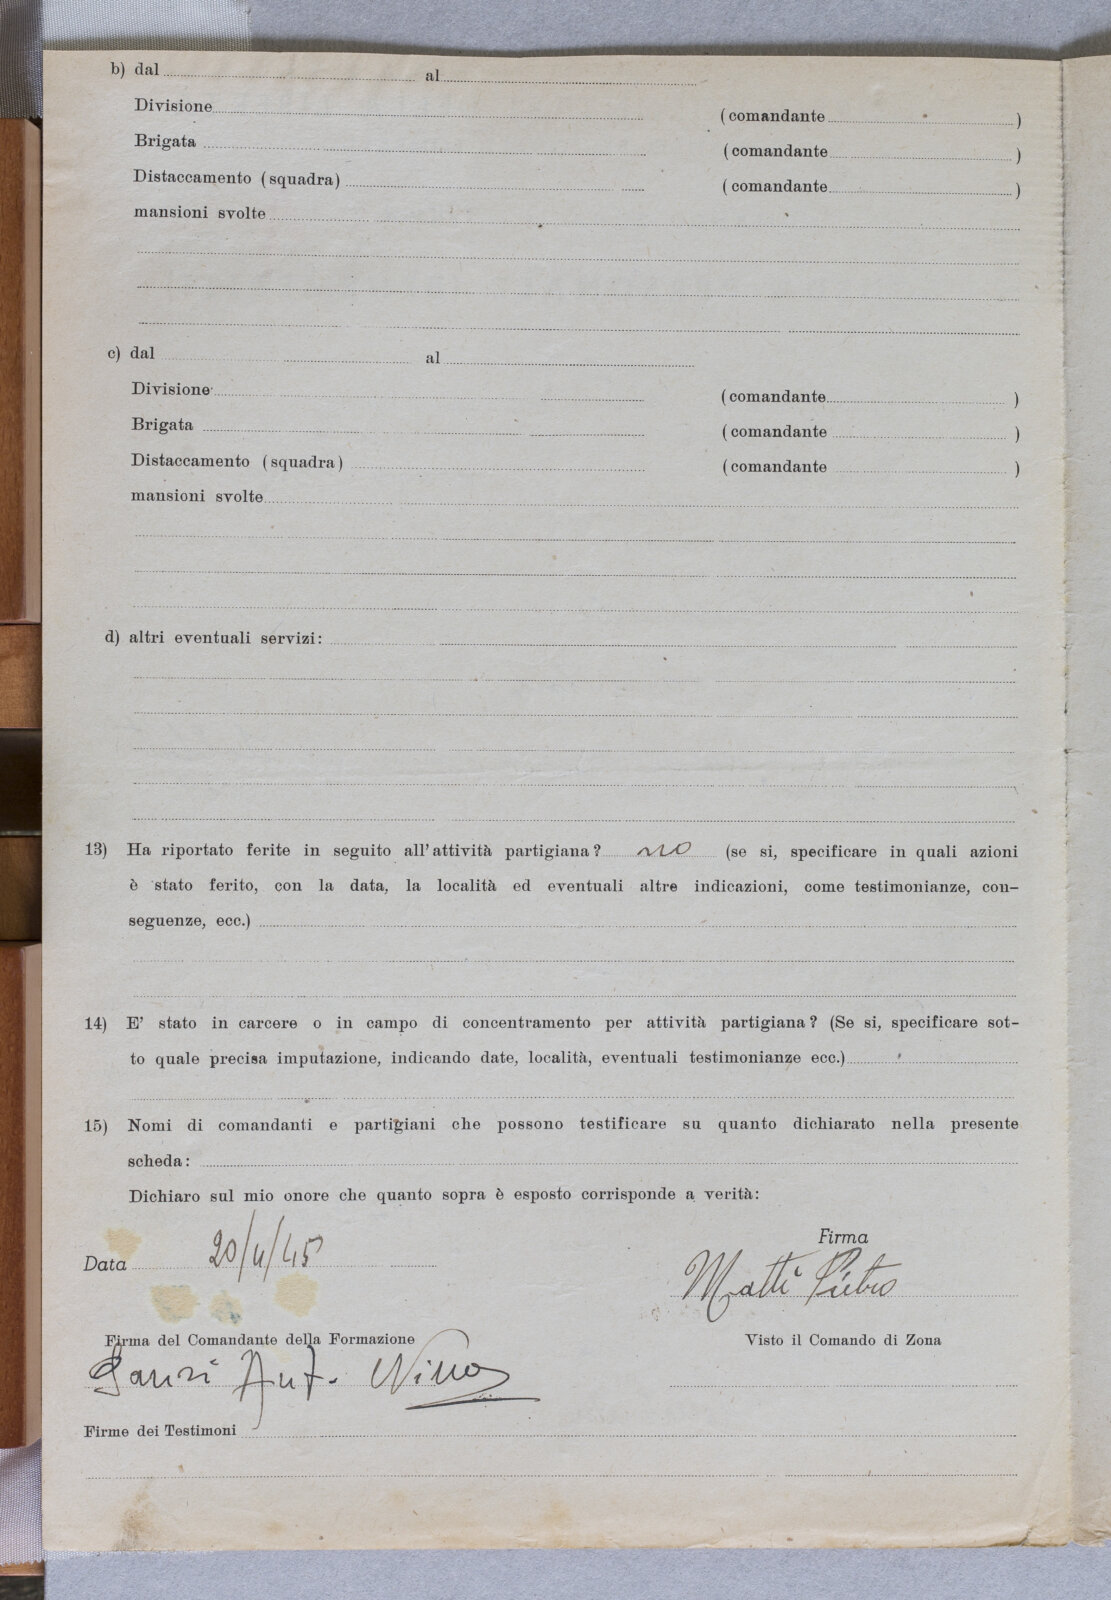 b) dal al
Divisione (comandante )
Brigata (comandante )
Distaccamento (squadra) (comandante )
mansioni svolte
c) dal al
Divisione (comandante )
Brigata (comandante )
Distaccamento (squadra) (comandante )
mansioni svolte
d) altri eventuali servizi:
13) Ha riportato ferite in seguito all'attività partigiana? no (se si, specificare in quali azioni
è stato ferito, con la data, la località ed eventuali altre indicazioni, come testimonianze, con-
seguenze, ecc.)
14) E' stato in carcere o in campo di concentramento per attività partigiana? (Se si, specificare sot-
to quale precisa imputazione, indicando date, località, eventuali testimonianze ecc.)
15) Nomi di comandanti e partigiani che possono testificare su quanto dichiarato nella presente
scheda:
Dichiaro sul mio onore che quanto sopra è esposto corrisponde a verità:
Firma
Data 20/4/45
Matti Pietro
Firma del Comandante della Formazione Visto il Comando di Zona
Ant. Nino
Firme dei Testimoni